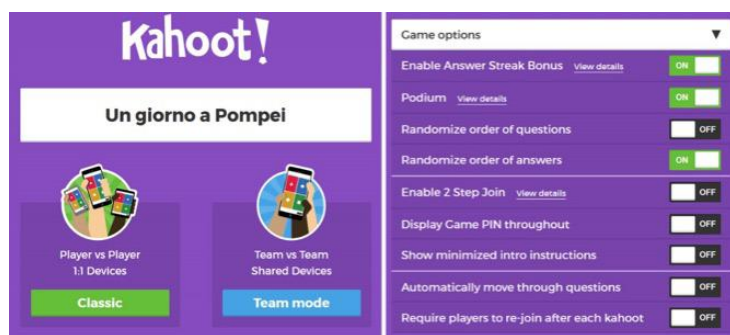 Kahoot!
Un giorno a Pompei
Player vs Player
1:1 Devices
Classic
Team vs Team
Shared Devices
Team mode
Game options
Enable Answer Streak Bonus View details ON
Podium View details ON
Randomize order of questions OFF
Randomize order of answers ON
Enable 2 Step Join View details OFF
Display Game PIN throughout OFF
Show minimized intro instructions OFF
Automatically move through questions OFF
Require players to re-join after each kahoot OFF